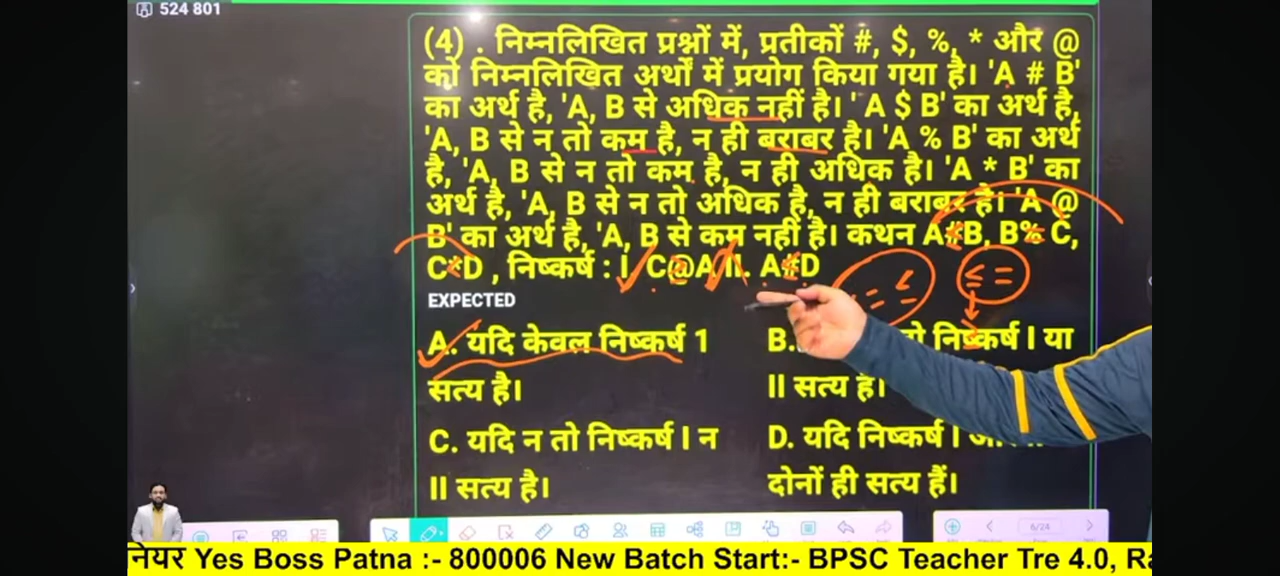 524 801
(4) . निम्नलिखित प्रश्नों में, प्रतीकों #, $, %, * और @
को निम्नलिखित अर्थों में प्रयोग किया गया है। 'A # B'
का अर्थ है, 'A, B से अधिक नहीं है। ' A $ B' का अर्थ है,
'A, B से न तो कम है, न ही बराबर है। 'A % B' का अर्थ
है, 'A, B से न तो कम है, न ही अधिक है। 'A * B' का
अर्थ है, 'A, B से न तो अधिक है, न ही बराबर है। 'A @
B' का अर्थ है, 'A, B से कम नहीं है। कथन A#B, B% C,
C*D , निष्कर्ष : I. C@A, II. A#D
= ≤ ≤ =
EXPECTED
A. यदि केवल निष्कर्ष 1 B. निष्कर्ष I या
सत्य है। II सत्य है।
C. यदि न तो निष्कर्ष I न D. यदि निष्कर्ष I
II सत्य है। दोनों ही सत्य हैं।
6/24
नियर Yes Boss Patna :- 800006 New Batch Start:- BPSC Teacher Tre 4.0,